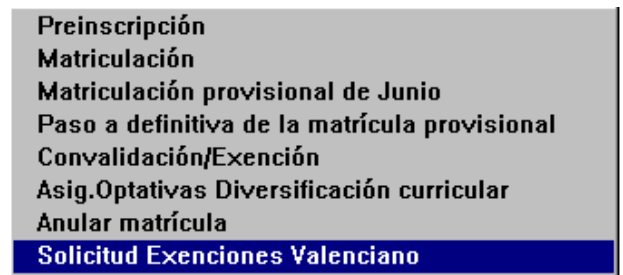 Preinscripción
Matriculación
Matriculación provisional de Junio
Paso a definitiva de la matrícula provisional
Convalidación/Exención
Asig.Optativas Diversificación curricular
Anular matrícula
Solicitud Exenciones Valenciano